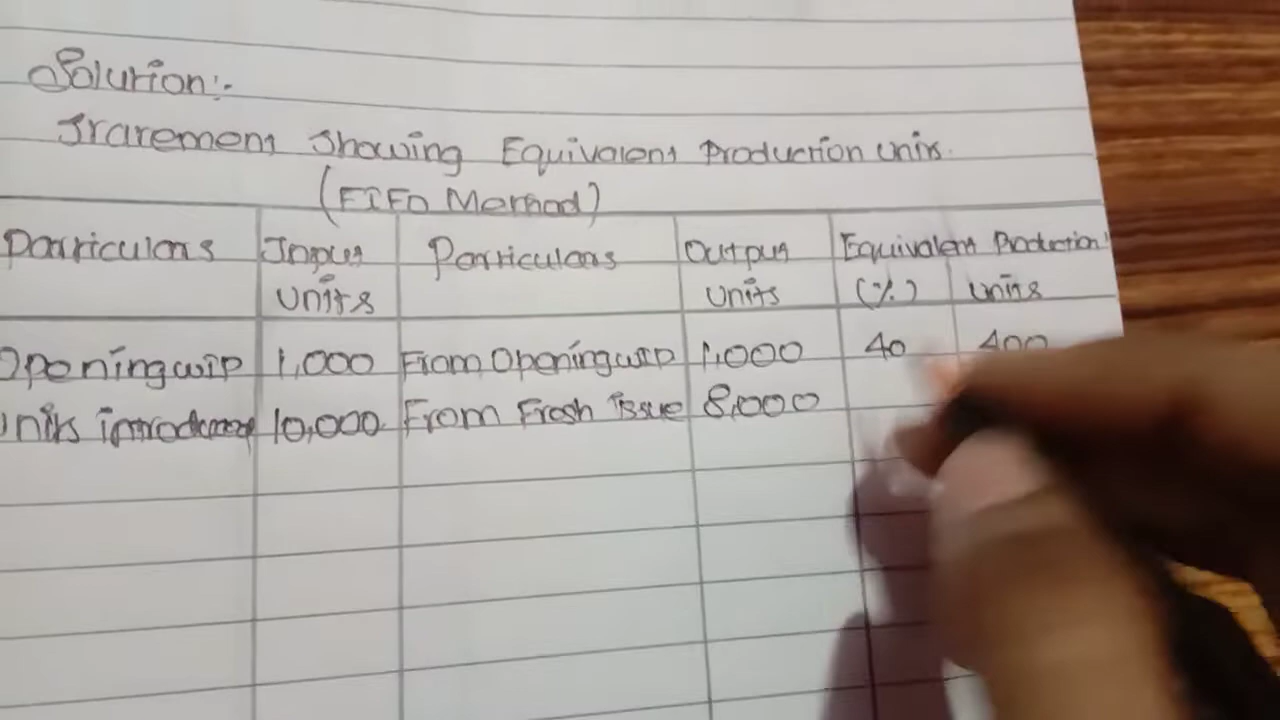 Solution:-
Statement Showing Equivalent Production Units.
(FIFO Method)
Particulars Input Units Particulars Output Units Equivalent Production
(%) Units
Opening WIP 1,000 From Opening WIP 1,000 40 400
Units introduced 10,000 From Fresh issue 8,000